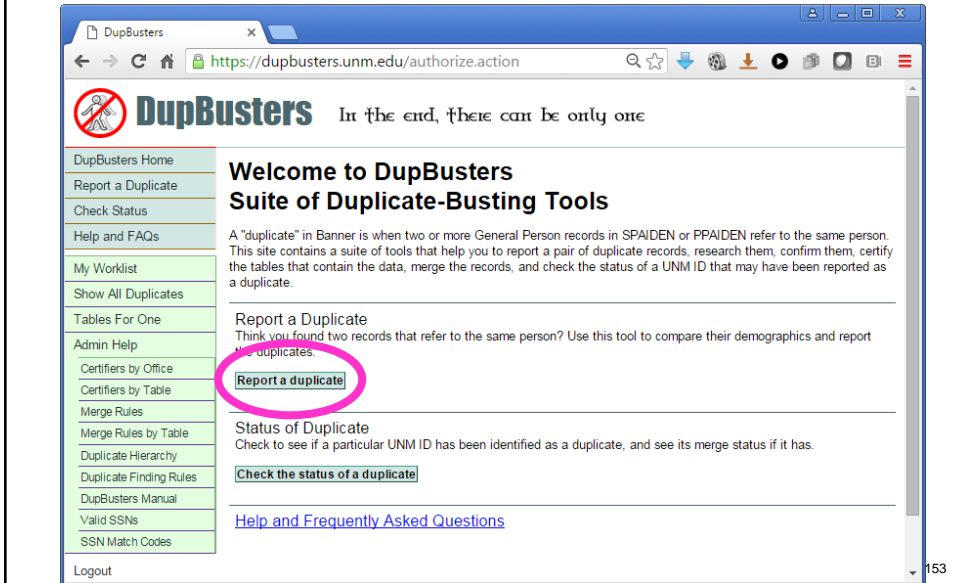 DupBusters
https://dupbusters.unm.edu/authorize.action
DupBusters In the end, there can be only one
DupBusters Home
Report a Duplicate
Check Status
Help and FAQs
My Worklist
Show All Duplicates
Tables For One
Admin Help
Certifiers by Office
Certifiers by Table
Merge Rules
Merge Rules by Table
Duplicate Hierarchy
Duplicate Finding Rules
DupBusters Manual
Valid SSNs
SSN Match Codes
Logout
Welcome to DupBusters
Suite of Duplicate-Busting Tools
A "duplicate" in Banner is when two or more General Person records in SPAIDEN or PPAIDEN refer to the same person.
This site contains a suite of tools that help you to report a pair of duplicate records, research them, confirm them, certify
the tables that contain the data, merge the records, and check the status of a UNM ID that may have been reported as
a duplicate.
Report a Duplicate
Think you found two records that refer to the same person? Use this tool to compare their demographics and report
the duplicates.
Report a duplicate
Status of Duplicate
Check to see if a particular UNM ID has been identified as a duplicate, and see its merge status if it has.
Check the status of a duplicate
Help and Frequently Asked Questions
153